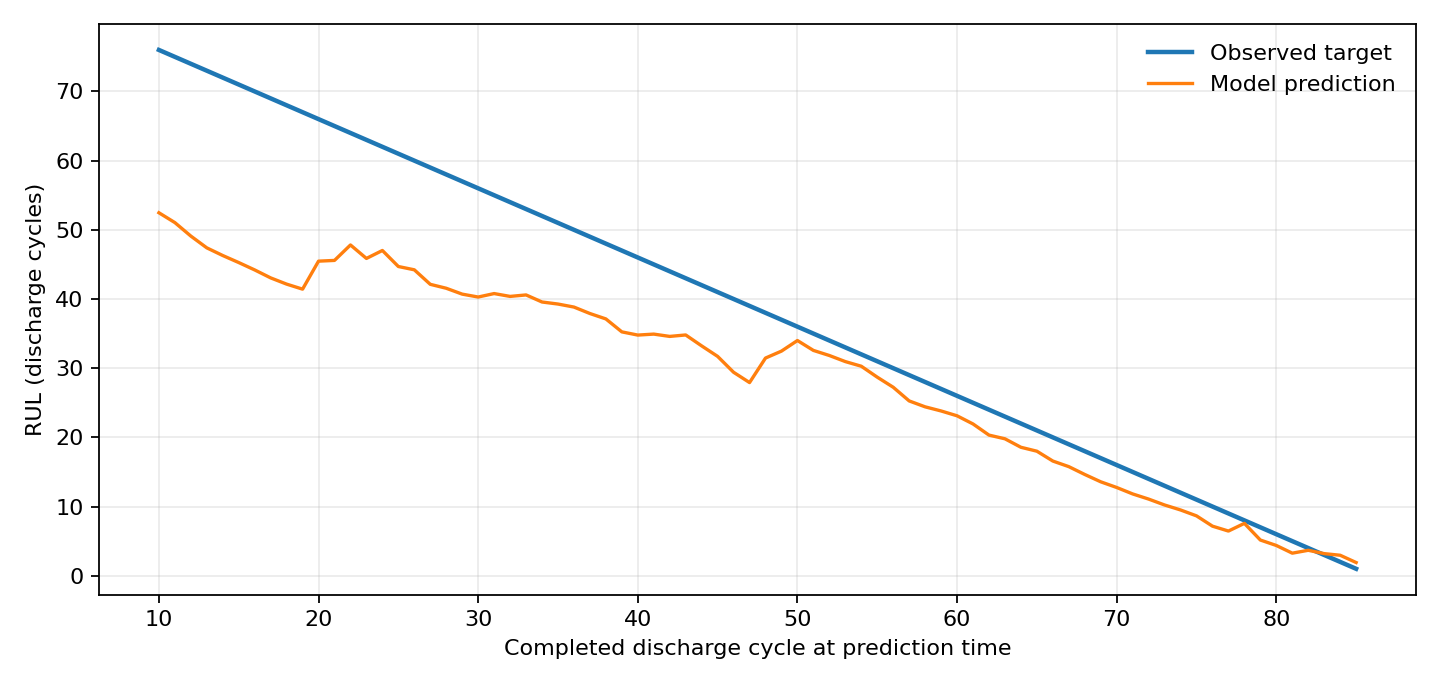 Observed target
Model prediction
RUL (discharge cycles)
70
60
50
40
30
20
10
0
10 20 30 40 50 60 70 80
Completed discharge cycle at prediction time